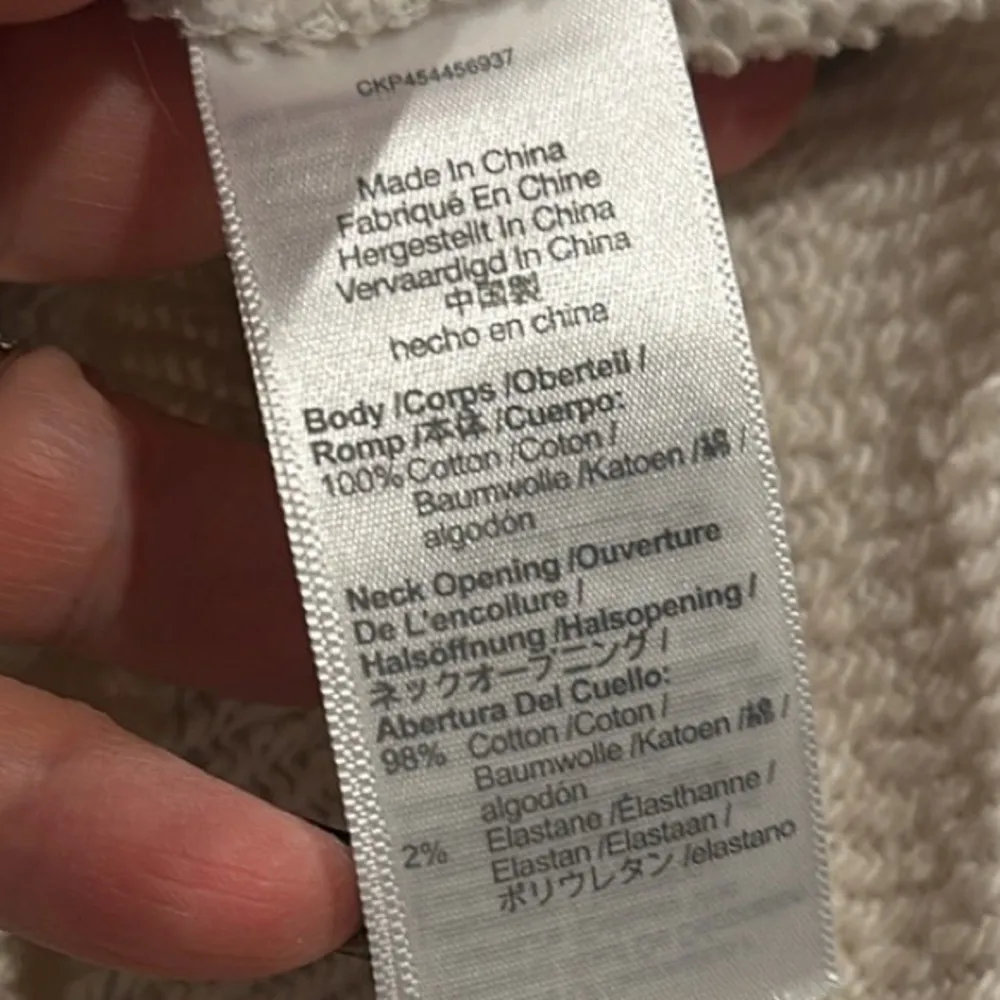 CKP454456937
Made In China
Fabriqué En Chine
Hergestellt In China
Vervaardigd In China
中国製
hecho en china
Body /Corps /Oberteil /
Romp /本体 /Cuerpo:
100% Cotton /Coton /
Baumwolle /Katoen /綿 /
algodón
Neck Opening /Ouverture
De L'encollure /
Halsöffnung /Halsopening /
ネックオープニング /
Abertura Del Cuello:
98% Cotton /Coton /
Baumwolle /Katoen /綿 /
algodón
2% Elastane /Élasthanne /
Elastan /Elastaan /
ポリウレタン /elastano